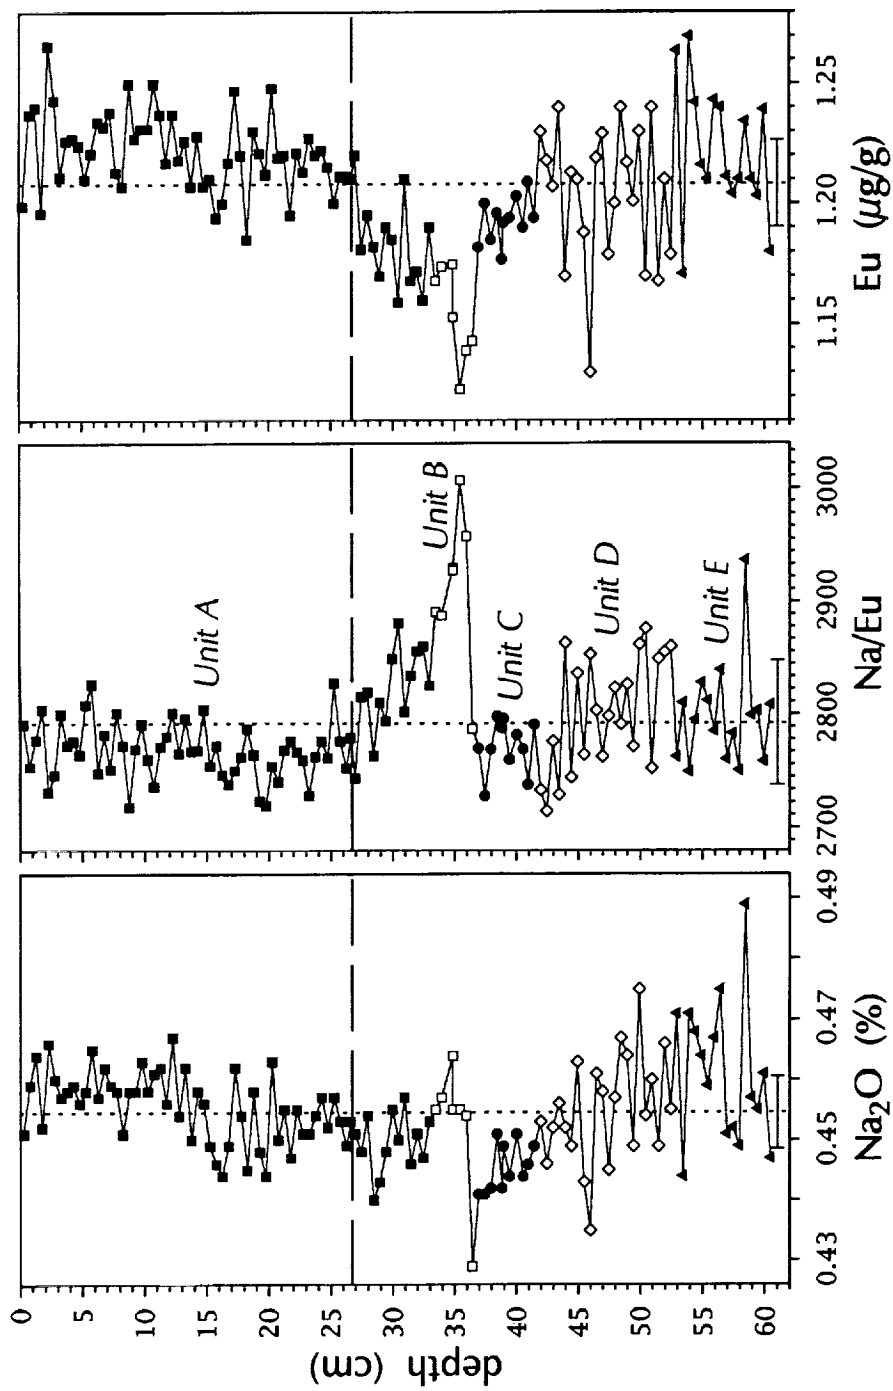 0
5
10
15
20
25
30
35
40
45
50
55
60
depth (cm)
0.43
0.45
0.47
0.49
Na₂O (%)
2700
2800
2900
3000
Na/Eu
Unit A
Unit B
Unit C
Unit D
Unit E
1.15
1.20
1.25
Eu (µg/g)